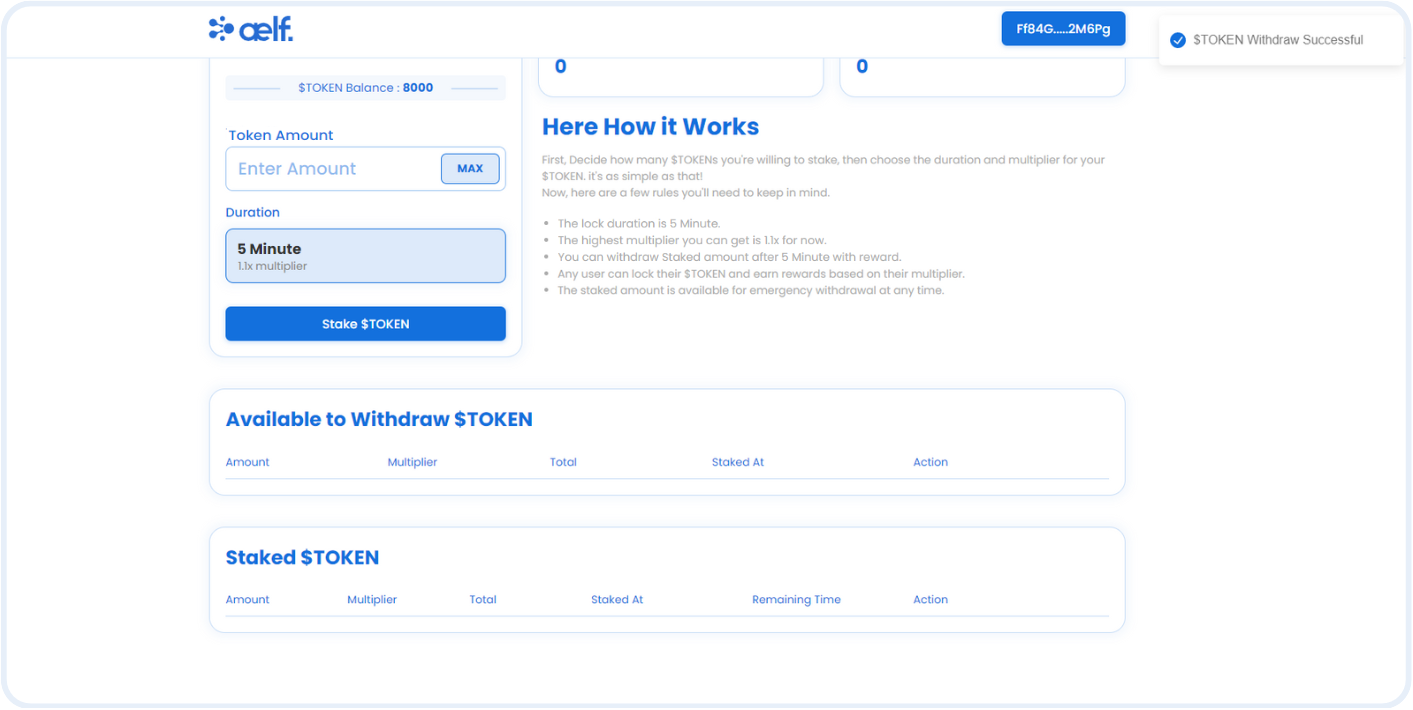 ælf.
Ff84G.....2M6Pg
$TOKEN Withdraw Successful
$TOKEN Balance : 8000
Token Amount
Enter Amount
MAX
Duration
5 Minute
1.1x multiplier
Stake $TOKEN
0
0
Here How it Works
First, Decide how many $TOKENs you're willing to stake, then choose the duration and multiplier for your
$TOKEN. it's as simple as that!
Now, here are a few rules you'll need to keep in mind.
• The lock duration is 5 Minute.
• The highest multiplier you can get is 1.1x for now.
• You can withdraw Staked amount after 5 Minute with reward.
• Any user can lock their $TOKEN and earn rewards based on their multiplier.
• The staked amount is available for emergency withdrawal at any time.
Available to Withdraw $TOKEN
Amount Multiplier Total Staked At Action
Staked $TOKEN
Amount Multiplier Total Staked At Remaining Time Action